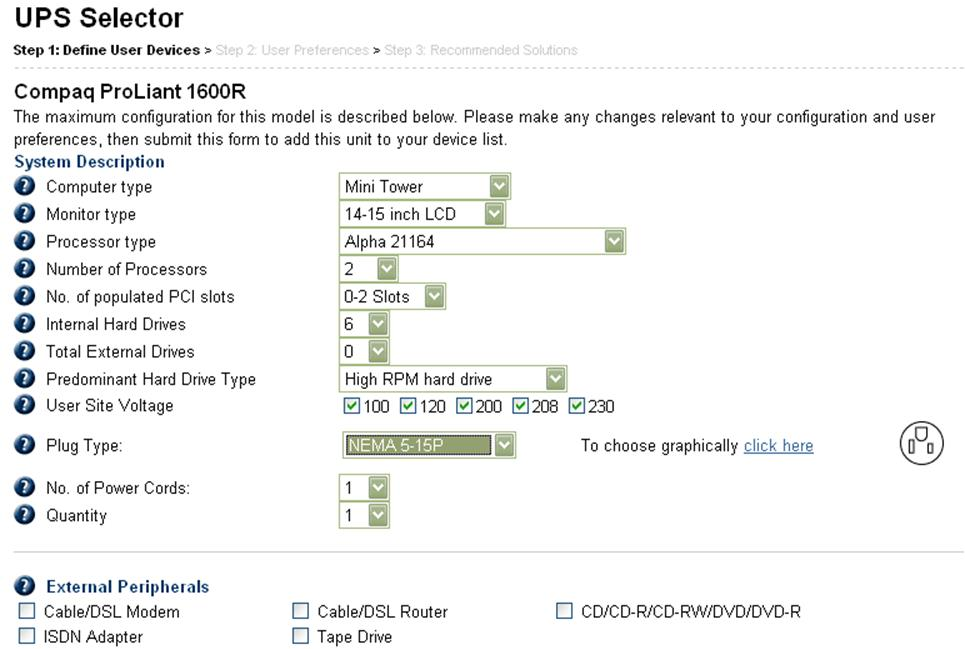 UPS Selector
Step 1: Define User Devices > Step 2: User Preferences > Step 3: Recommended Solutions
Compaq ProLiant 1600R
The maximum configuration for this model is described below. Please make any changes relevant to your configuration and user
preferences, then submit this form to add this unit to your device list.
System Description
? Computer type Mini Tower
? Monitor type 14-15 inch LCD
? Processor type Alpha 21164
? Number of Processors 2
? No. of populated PCI slots 0-2 Slots
? Internal Hard Drives 6
? Total External Drives 0
? Predominant Hard Drive Type High RPM hard drive
? User Site Voltage 100 120 200 208 230
? Plug Type: NEMA 5-15P To choose graphically click here
? No. of Power Cords: 1
? Quantity 1
? External Peripherals
Cable/DSL Modem Cable/DSL Router CD/CD-R/CD-RW/DVD/DVD-R
ISDN Adapter Tape Drive